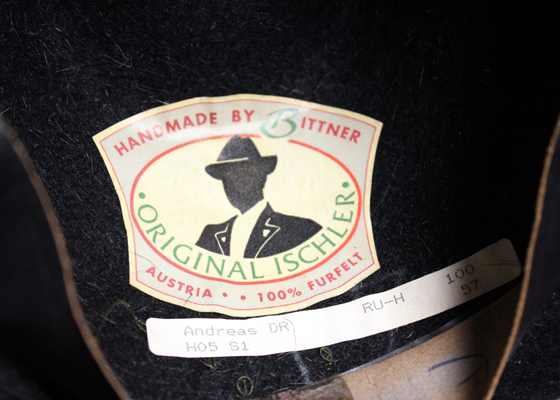 HANDMADE BY BITTNER
ORIGINAL ISCHLER
AUSTRIA • • 100% FURFELT
Andreas DR RU-H 100
H05 S1 57